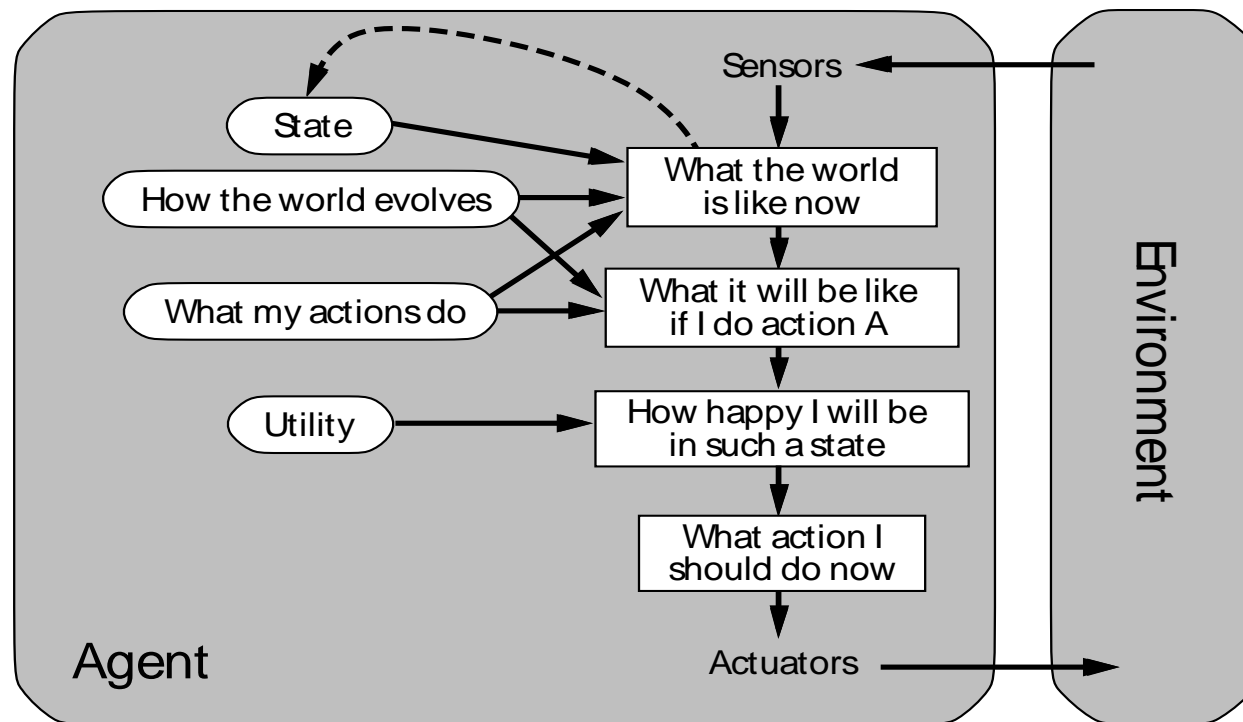 Sensors
State
What the world
is like now
How the world evolves
What it will be like
if I do action A
What my actions do
How happy I will be
in such a state
Utility
What action I
should do now
Agent
Actuators
Environment